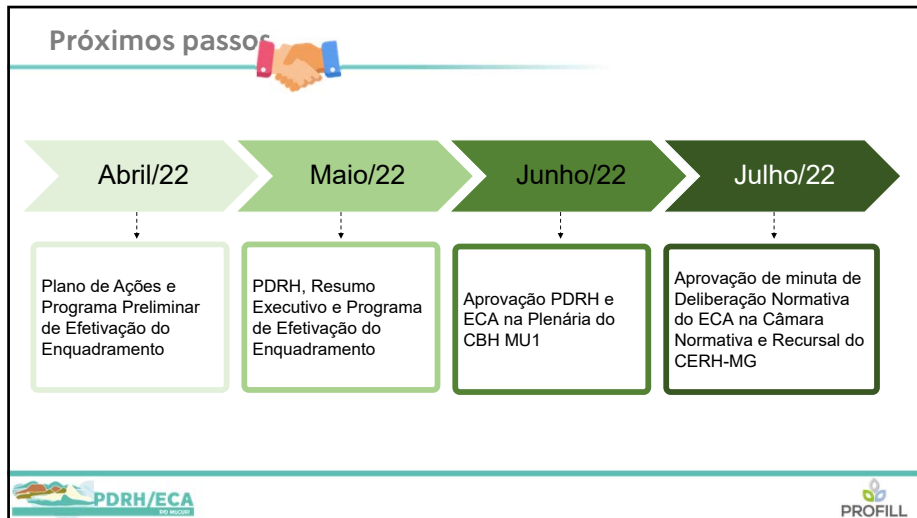 Próximos passos
Abril/22
Maio/22
Junho/22
Julho/22
Plano de Ações e
Programa Preliminar
de Efetivação do
Enquadramento
PDRH, Resumo
Executivo e Programa
de Efetivação do
Enquadramento
Aprovação PDRH e
ECA na Plenária do
CBH MU1
Aprovação de minuta de
Deliberação Normativa
do ECA na Câmara
Normativa e Recursal do
CERH-MG
PDRH/ECA
RIO MUCURI
PROFILL